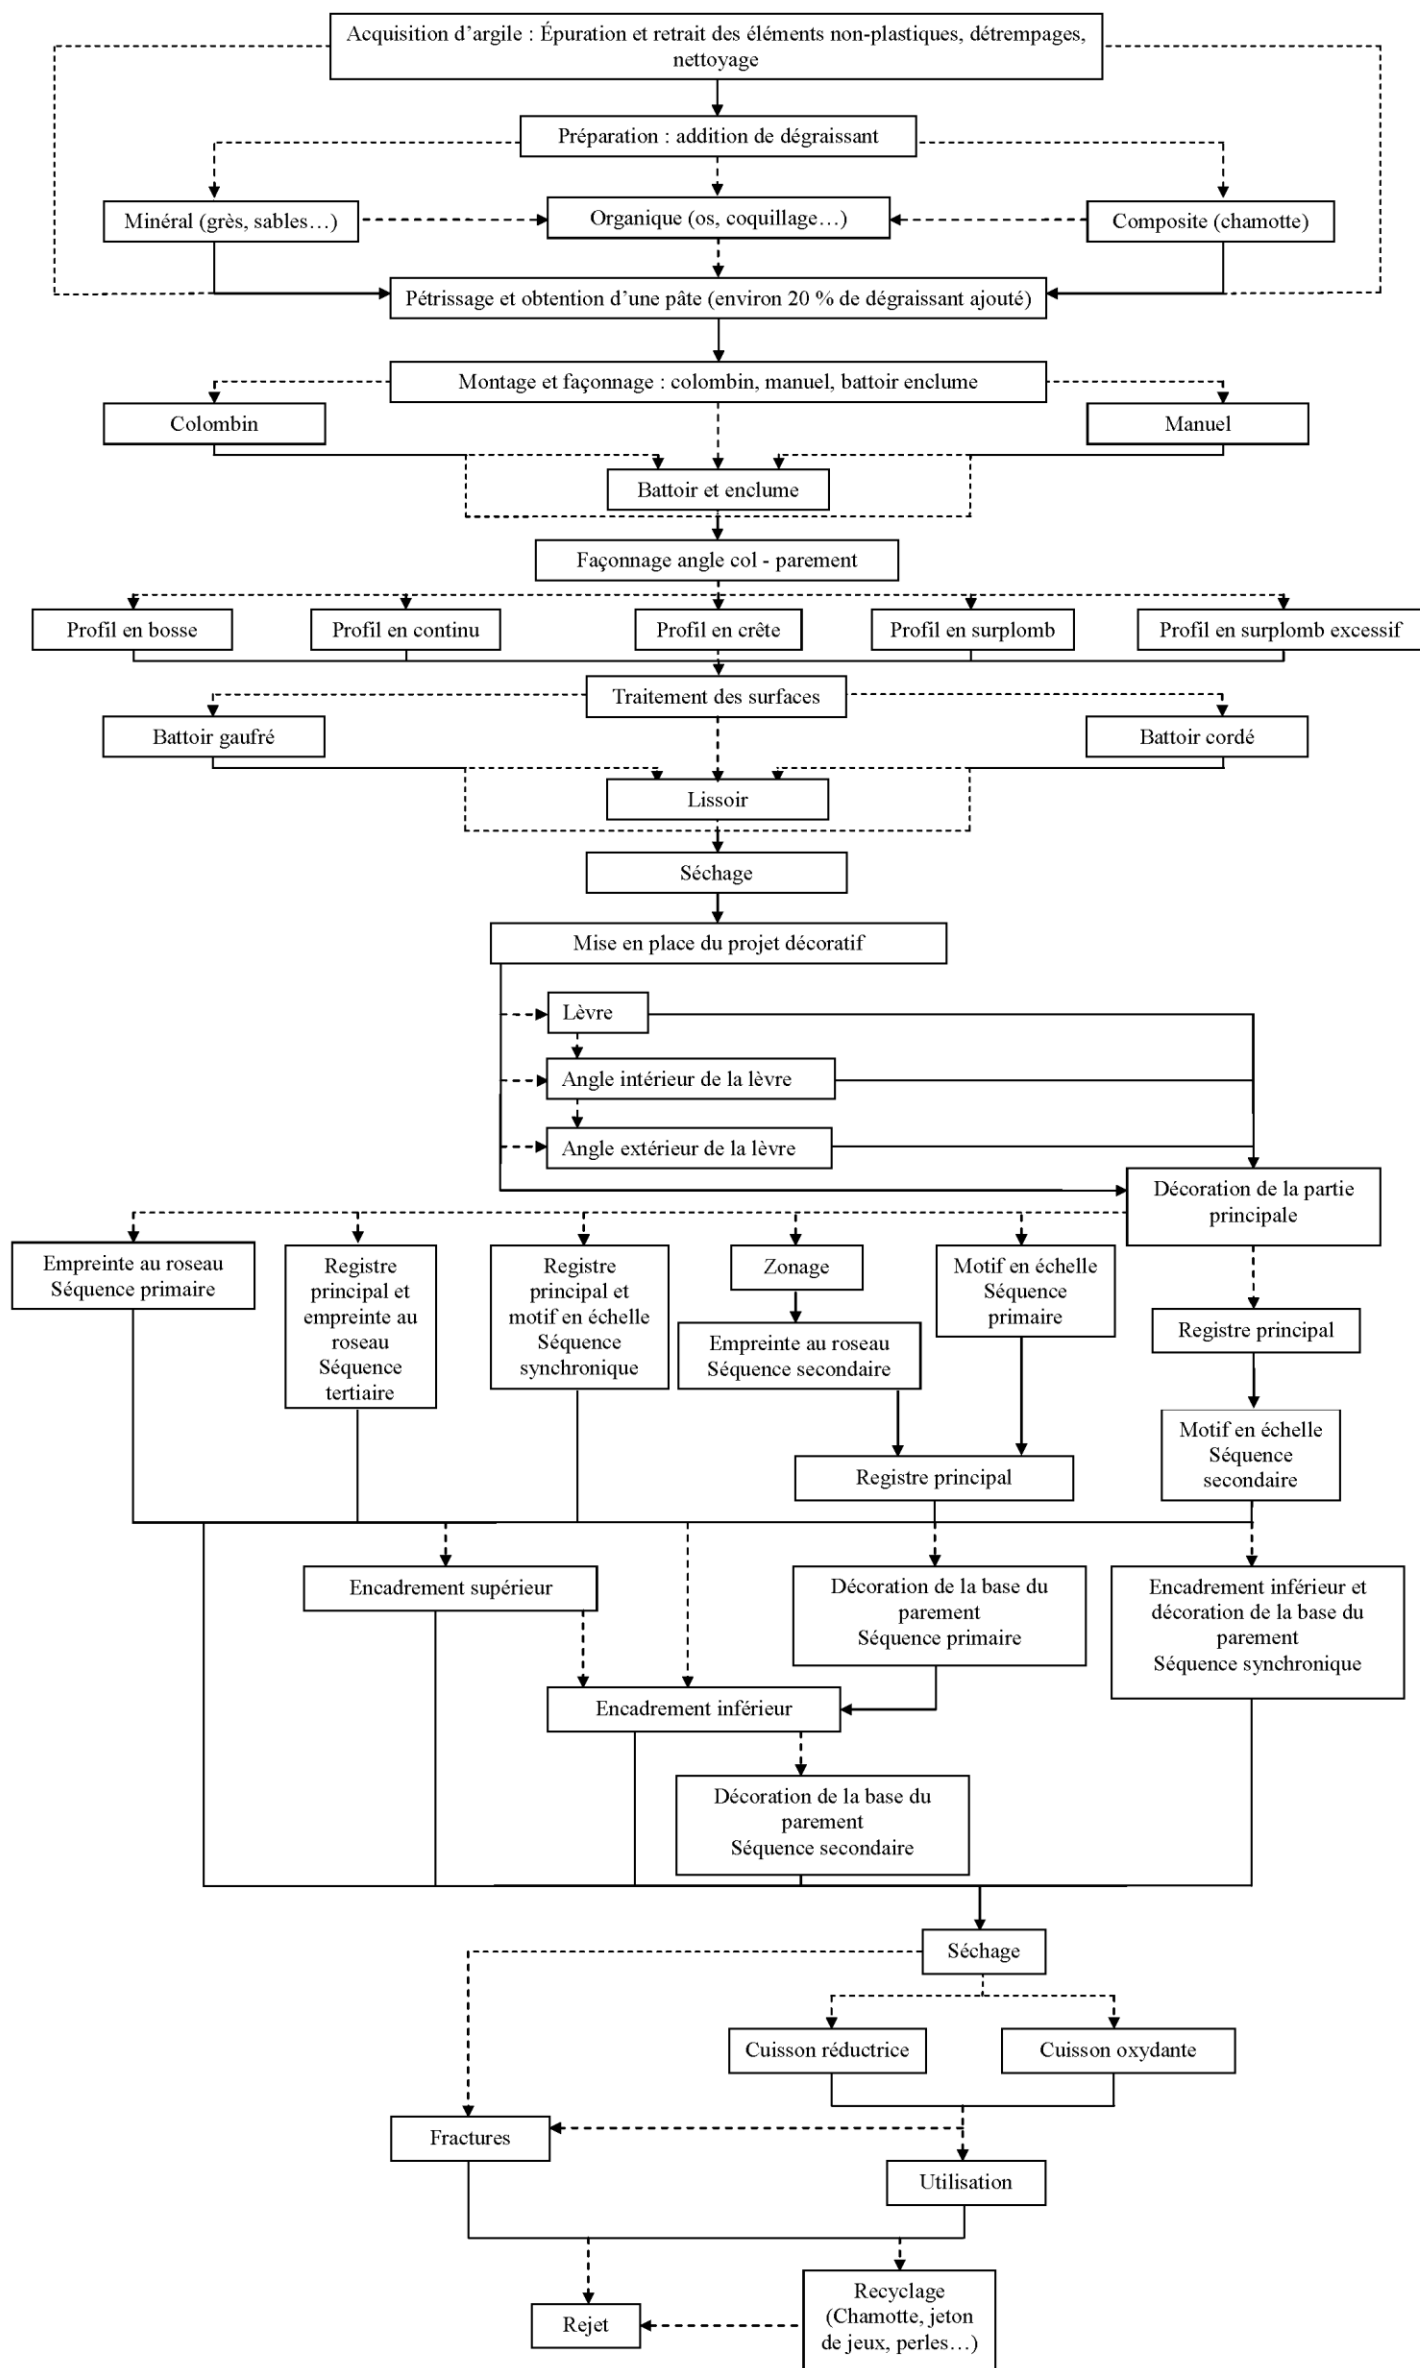 Acquisition d’argile : Épuration et retrait des éléments non-plastiques, détrempages,
nettoyage
Préparation : addition de dégraissant
Minéral (grès, sables…)
Organique (os, coquillage…)
Composite (chamotte)
Pétrissage et obtention d’une pâte (environ 20 % de dégraissant ajouté)
Montage et façonnage : colombin, manuel, battoir enclume
Colombin
Manuel
Battoir et enclume
Façonnage angle col - parement
Profil en bosse
Profil en continu
Profil en crête
Profil en surplomb
Profil en surplomb excessif
Traitement des surfaces
Battoir gaufré
Battoir cordé
Lissoir
Séchage
Mise en place du projet décoratif
Lèvre
Angle intérieur de la lèvre
Angle extérieur de la lèvre
Décoration de la partie
principale
Empreinte au roseau
Séquence primaire
Registre
principal et
empreinte au
roseau
Séquence
tertiaire
Registre
principal et
motif en échelle
Séquence
synchronique
Zonage
Motif en échelle
Séquence
primaire
Registre principal
Empreinte au roseau
Séquence secondaire
Motif en échelle
Séquence
secondaire
Registre principal
Encadrement supérieur
Décoration de la base du
parement
Séquence primaire
Encadrement inférieur et
décoration de la base du
parement
Séquence synchronique
Encadrement inférieur
Décoration de la base du
parement
Séquence secondaire
Séchage
Cuisson réductrice
Cuisson oxydante
Fractures
Utilisation
Recyclage
(Chamotte, jeton
de jeux, perles…)
Rejet